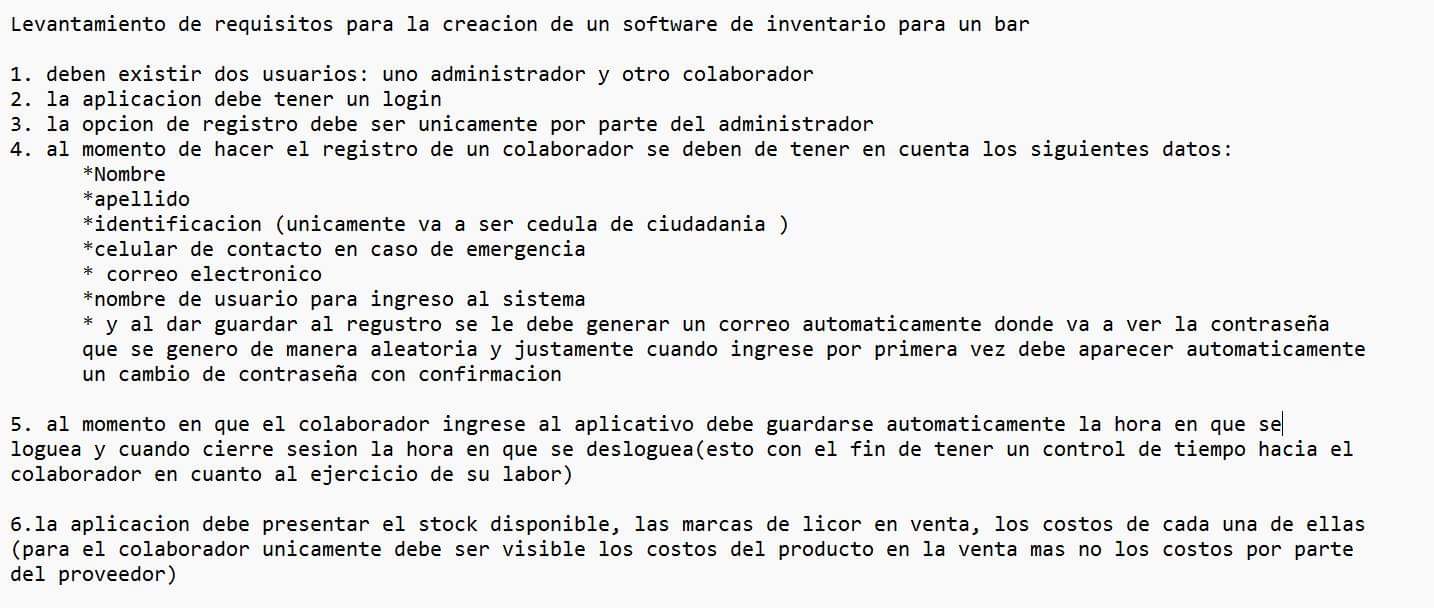 Levantamiento de requisitos para la creacion de un software de inventario para un bar
1. deben existir dos usuarios: uno administrador y otro colaborador
2. la aplicacion debe tener un login
3. la opcion de registro debe ser unicamente por parte del administrador
4. al momento de hacer el registro de un colaborador se deben de tener en cuenta los siguientes datos:
*Nombre
*apellido
*identificacion (unicamente va a ser cedula de ciudadania )
*celular de contacto en caso de emergencia
* correo electronico
*nombre de usuario para ingreso al sistema
* y al dar guardar al regustro se le debe generar un correo automaticamente donde va a ver la contraseña
que se genero de manera aleatoria y justamente cuando ingrese por primera vez debe aparecer automaticamente
un cambio de contraseña con confirmacion
5. al momento en que el colaborador ingrese al aplicativo debe guardarse automaticamente la hora en que se
loguea y cuando cierre sesion la hora en que se desloguea(esto con el fin de tener un control de tiempo hacia el
colaborador en cuanto al ejercicio de su labor)
6.la aplicacion debe presentar el stock disponible, las marcas de licor en venta, los costos de cada una de ellas
(para el colaborador unicamente debe ser visible los costos del producto en la venta mas no los costos por parte
del proveedor)